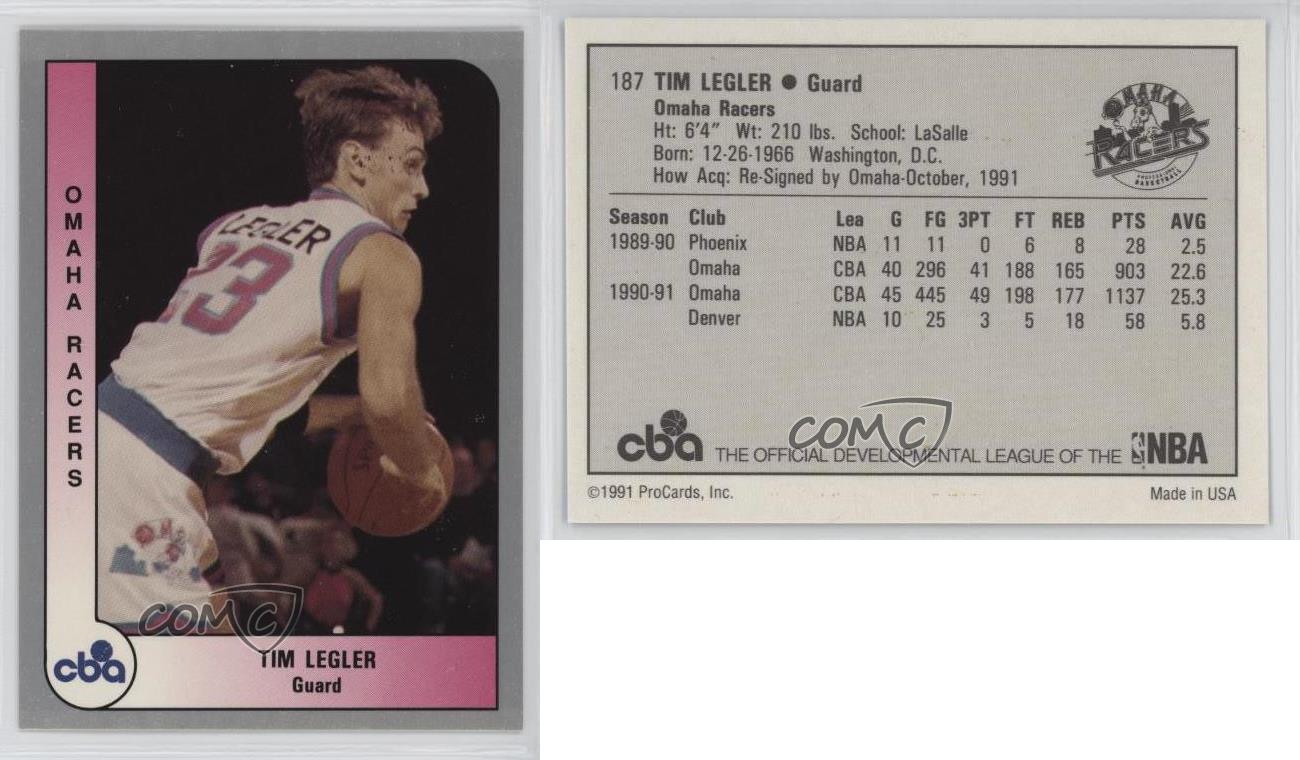 OMAHA RACERS
LEGLER
23
COMC
cba
TIM LEGLER
Guard
187 TIM LEGLER ● Guard
Omaha Racers
Ht: 6'4" Wt: 210 lbs. School: LaSalle
Born: 12-26-1966 Washington, D.C.
How Acq: Re-Signed by Omaha-October, 1991
OMAHA
RACERS
PROFESSIONAL
BASKETBALL
Season Club Lea G FG 3PT FT REB PTS AVG
1989-90 Phoenix NBA 11 11 0 6 8 28 2.5
Omaha CBA 40 296 41 188 165 903 22.6
1990-91 Omaha CBA 45 445 49 198 177 1137 25.3
Denver NBA 10 25 3 5 18 58 5.8
COMC
cba THE OFFICIAL DEVELOPMENTAL LEAGUE OF THE NBA
©1991 ProCards, Inc. Made in USA